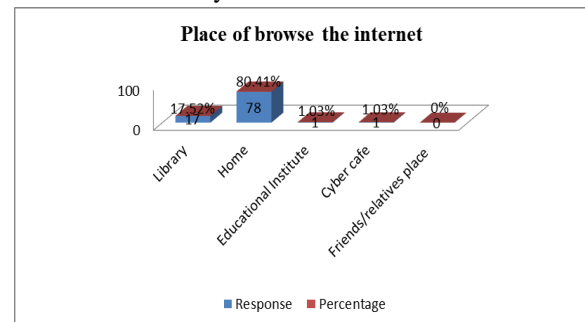 Place of browse the internet
80.41%
100
17.52%
1.03%
1.03%
0%
17
78
1
1
0
0
Library
Home
Educational Institute
Cyber cafe
Friends/relatives place
Response
Percentage